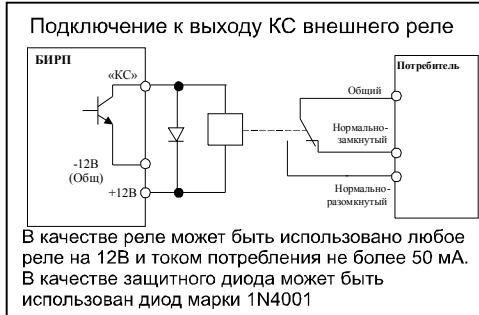 Подключение к выходу КС внешнего реле
БИРП
Потребитель
«КС»
Общий
Нормально-
замкнутый
-12В
(Общ)
+12В
Нормально-
разомкнутый
В качестве реле может быть использовано любое
реле на 12В и током потребления не более 50 мА.
В качестве защитного диода может быть
использован диод марки 1N4001